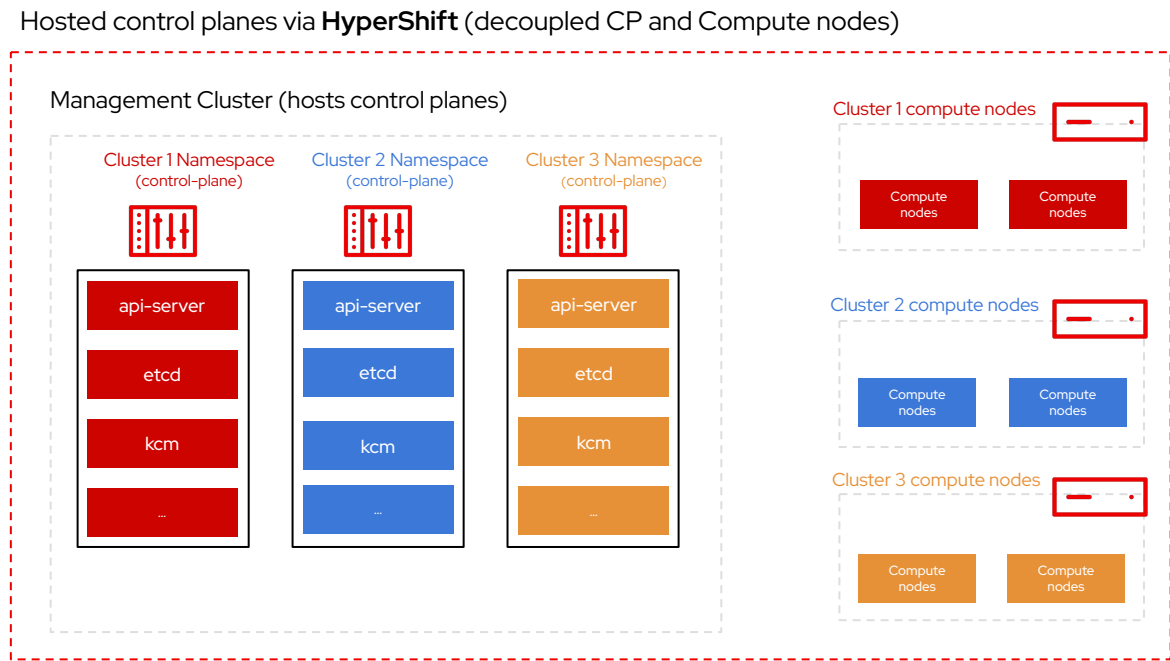 Hosted control planes via HyperShift (decoupled CP and Compute nodes)
Management Cluster (hosts control planes)
Cluster 1 Namespace
(control-plane)
api-server
etcd
kcm
...
Cluster 2 Namespace
(control-plane)
api-server
etcd
kcm
...
Cluster 3 Namespace
(control-plane)
api-server
etcd
kcm
...
Cluster 1 compute nodes
Compute
nodes
Compute
nodes
Cluster 2 compute nodes
Compute
nodes
Compute
nodes
Cluster 3 compute nodes
Compute
nodes
Compute
nodes